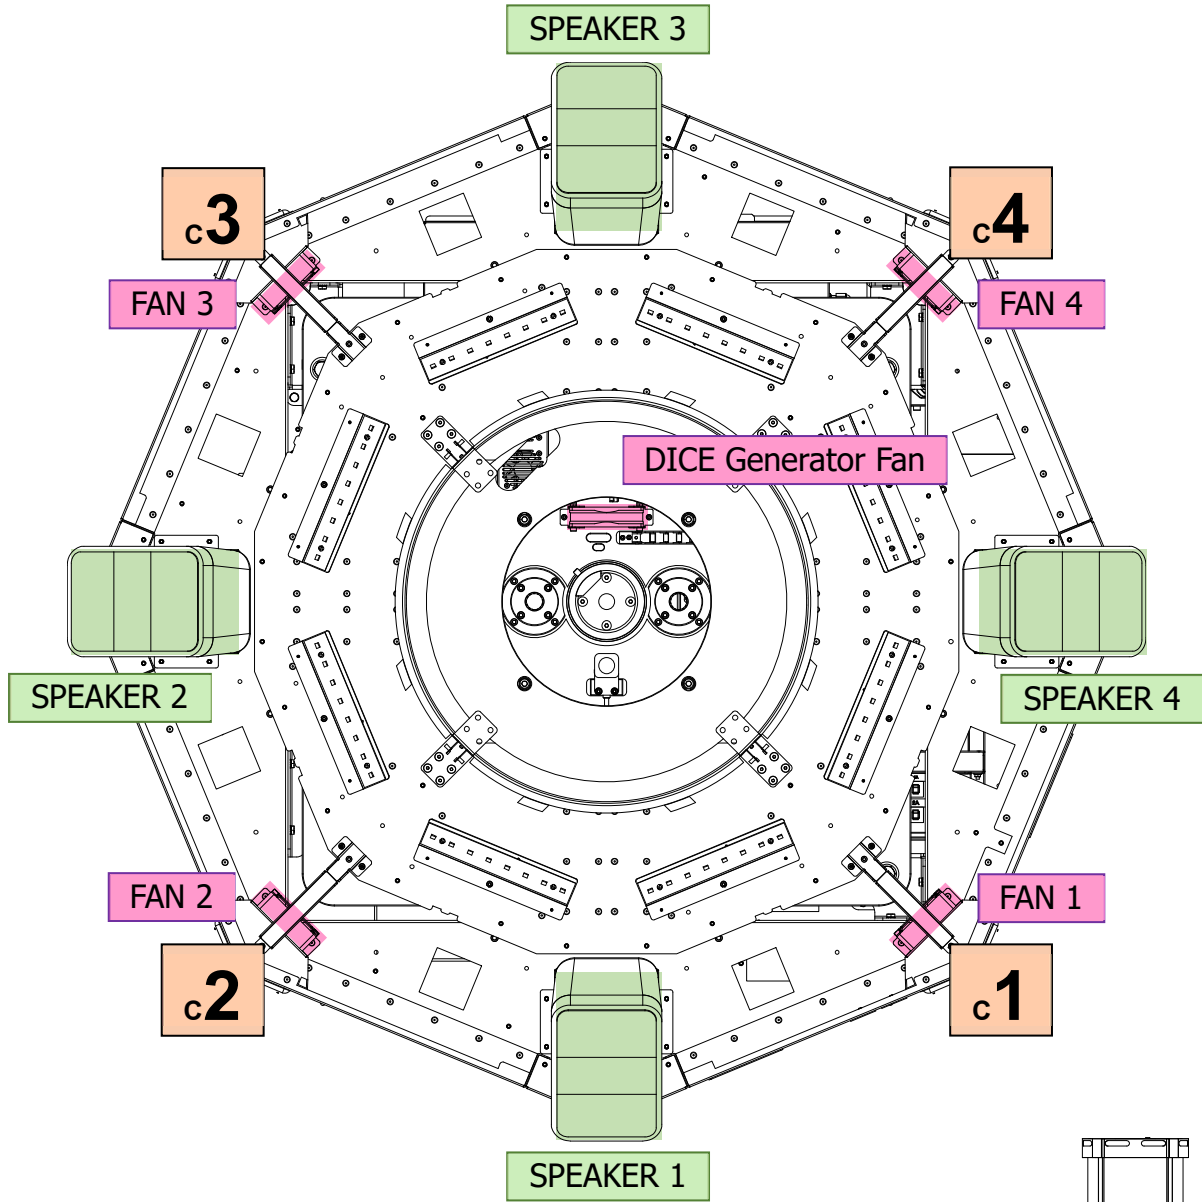 SPEAKER 3
c3
c4
FAN 3
FAN 4
DICE Generator Fan
SPEAKER 2
SPEAKER 4
FAN 2
FAN 1
c2
c1
SPEAKER 1